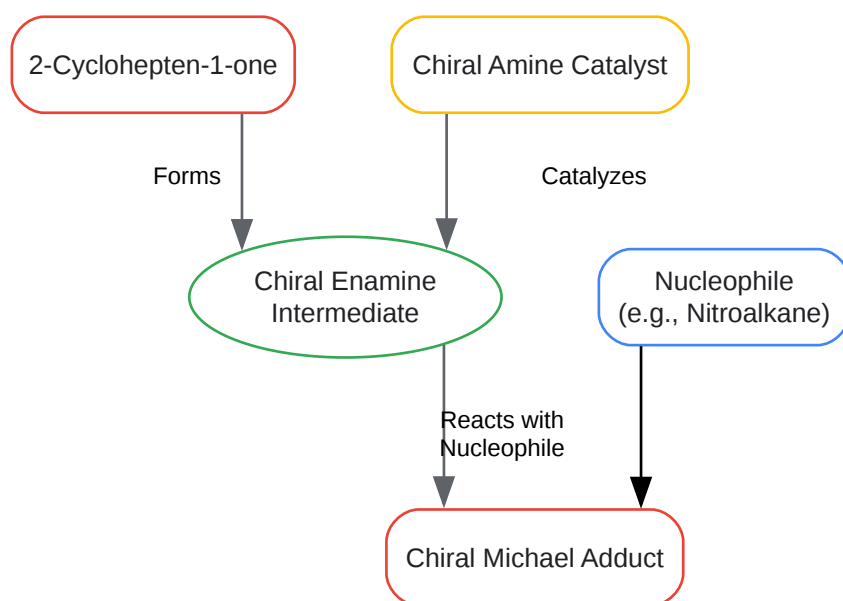 2-Cyclohepten-1-one
Chiral Amine Catalyst
Forms
Catalyzes
Chiral Enamine
Intermediate
Nucleophile
(e.g., Nitroalkane)
Reacts with
Nucleophile
Chiral Michael Adduct